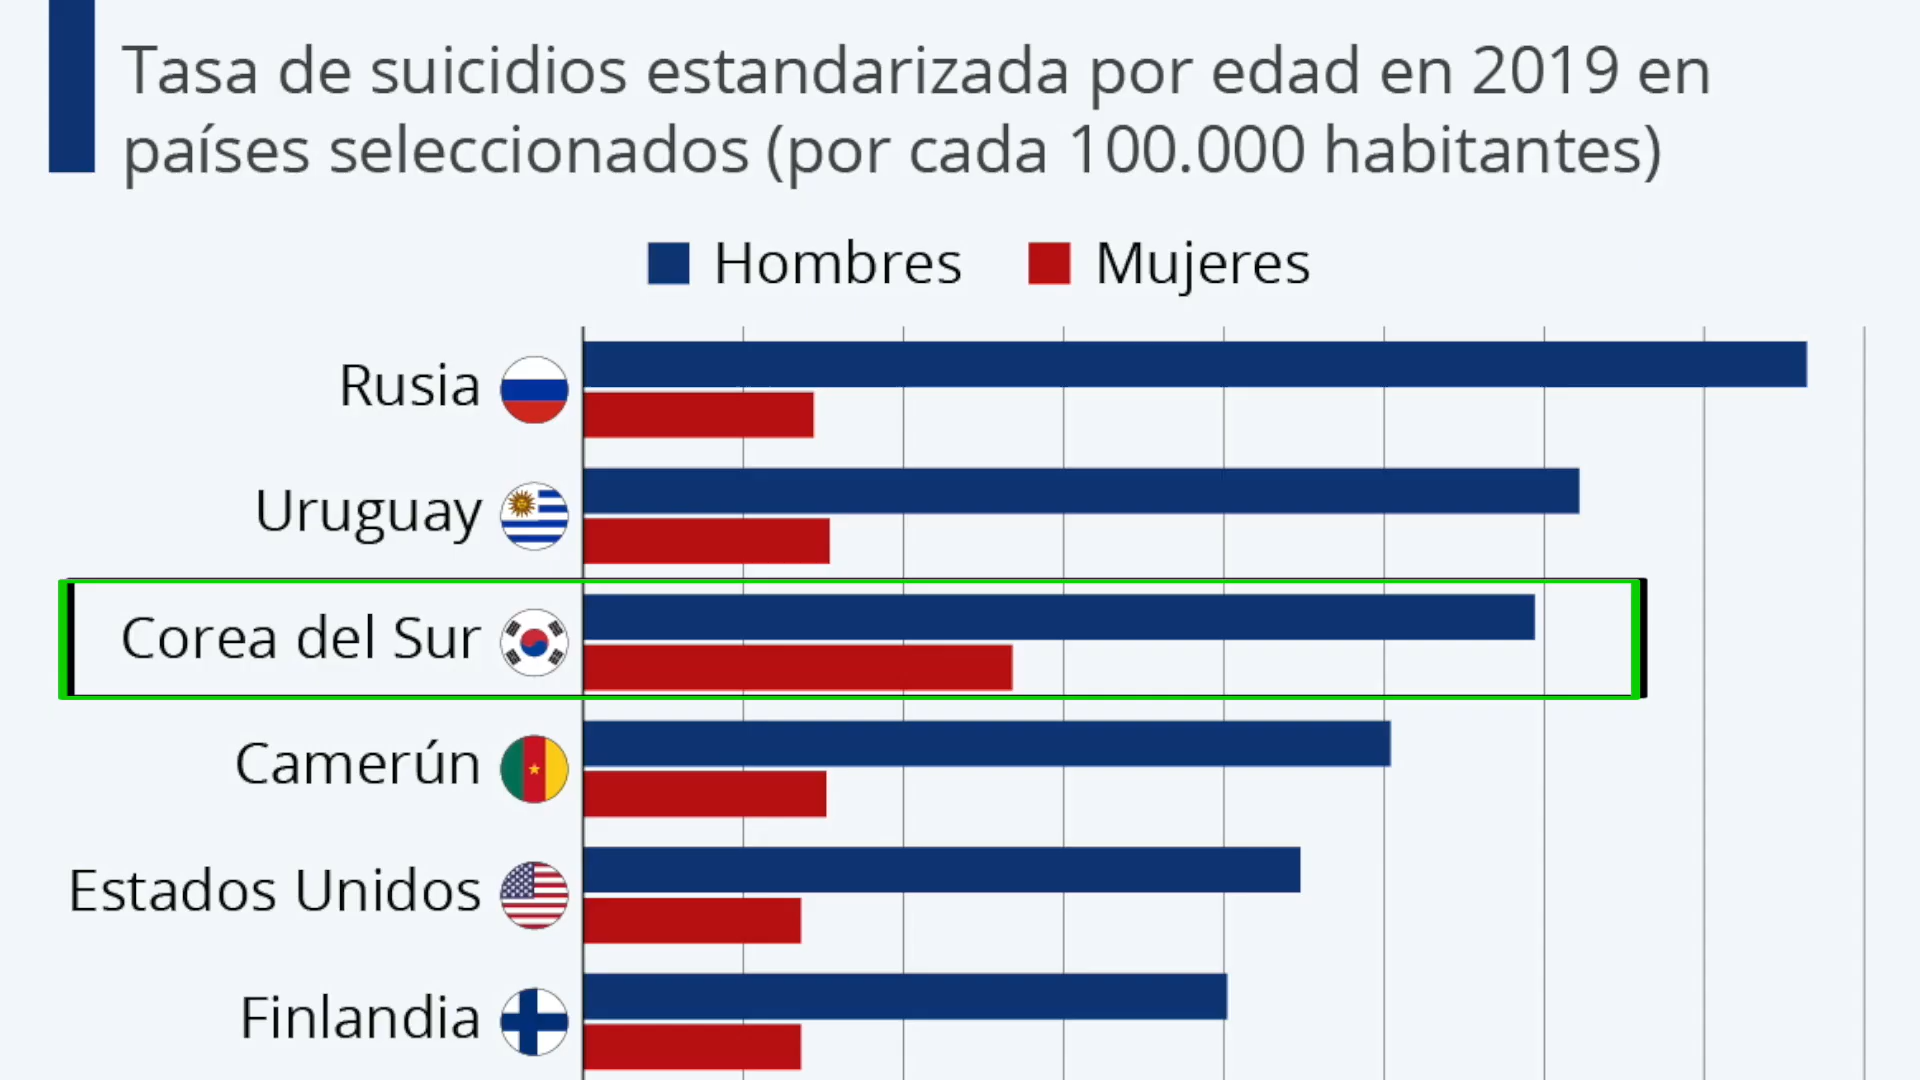 Tasa de suicidios estandarizada por edad en 2019 en
países seleccionados (por cada 100.000 habitantes)
Hombres Mujeres
Rusia
Uruguay
Corea del Sur
Camerún
Estados Unidos
Finlandia